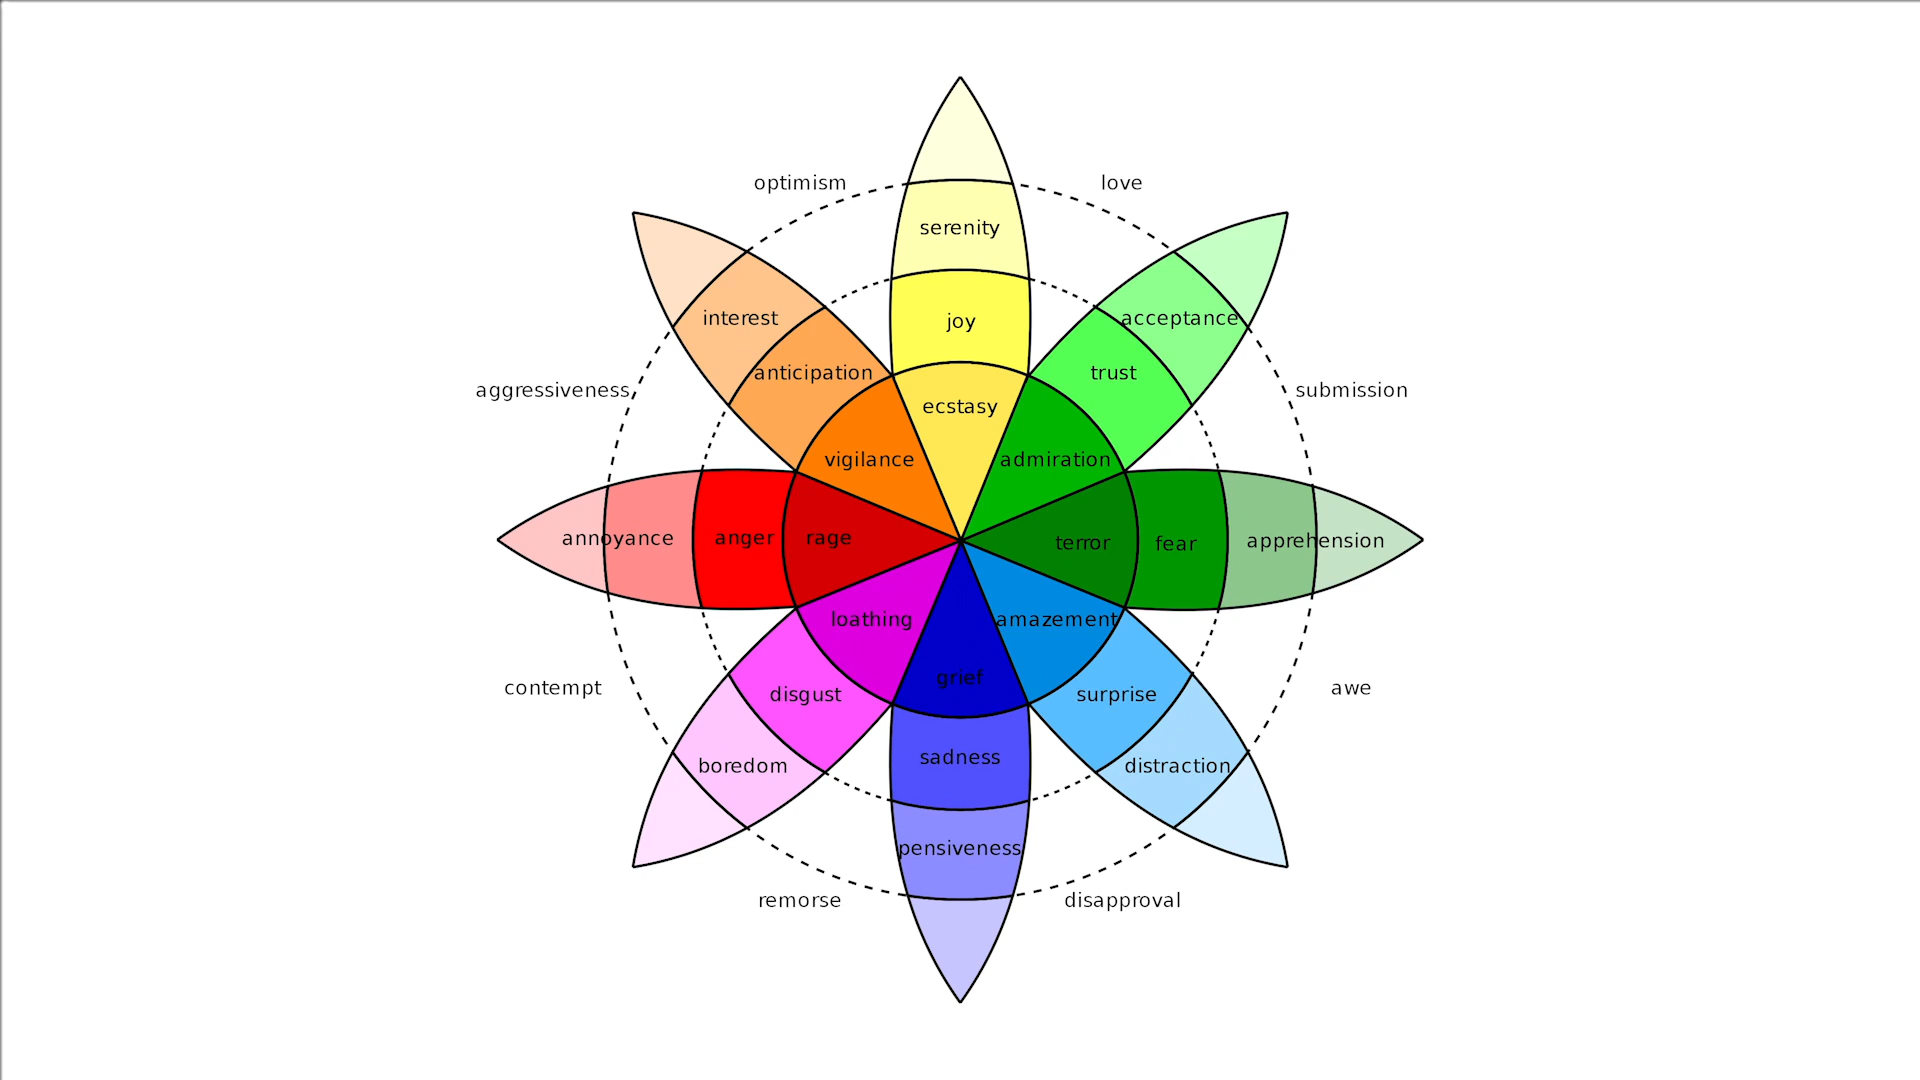 optimism
love
serenity
interest
acceptance
joy
anticipation
trust
aggressiveness
submission
ecstasy
vigilance
admiration
annoyance
anger
rage
terror
fear
apprehension
loathing
amazement
grief
contempt
awe
disgust
surprise
sadness
boredom
distraction
pensiveness
remorse
disapproval